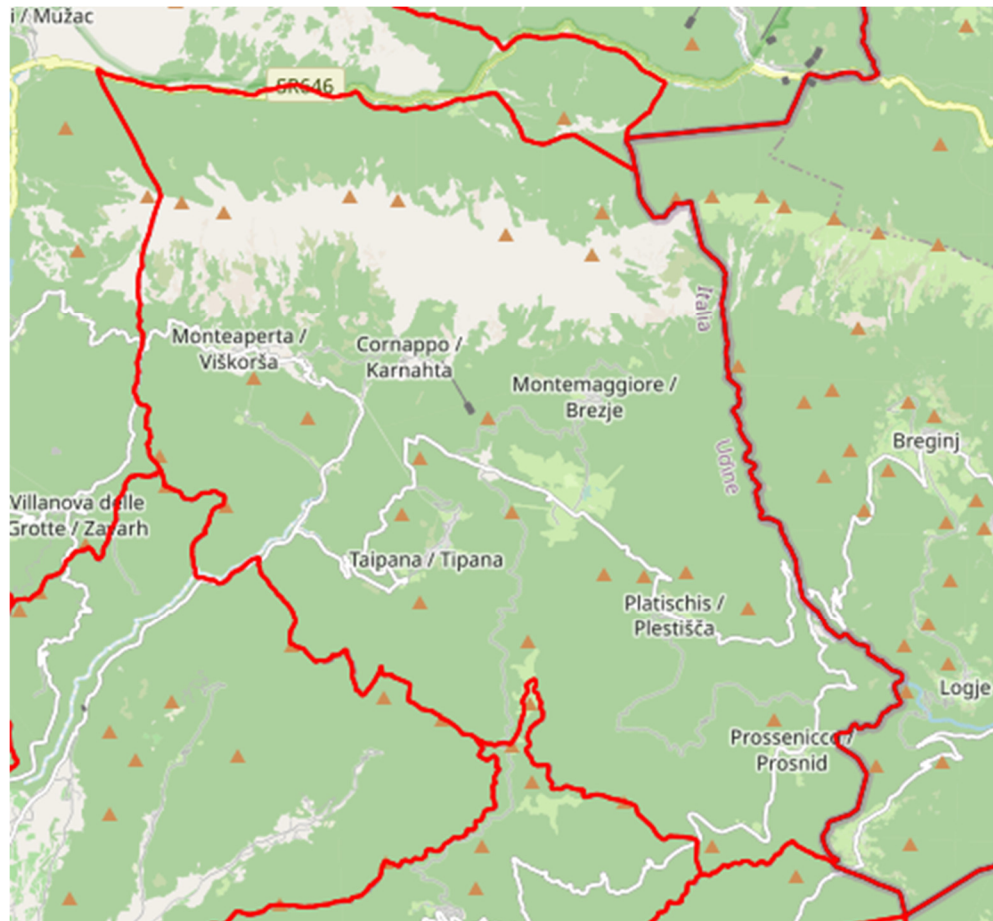 i / Mužac
SR646
Italia
Monteaperta /
Viškorša
Cornappo /
Karnahta
Montemaggiore /
Brezje
Breginj
Udine
Villanova delle
Grotte / Zavarh
Taipana / Tipana
Platischis /
Plestišča
Logje
Prossenicco /
Prosnid